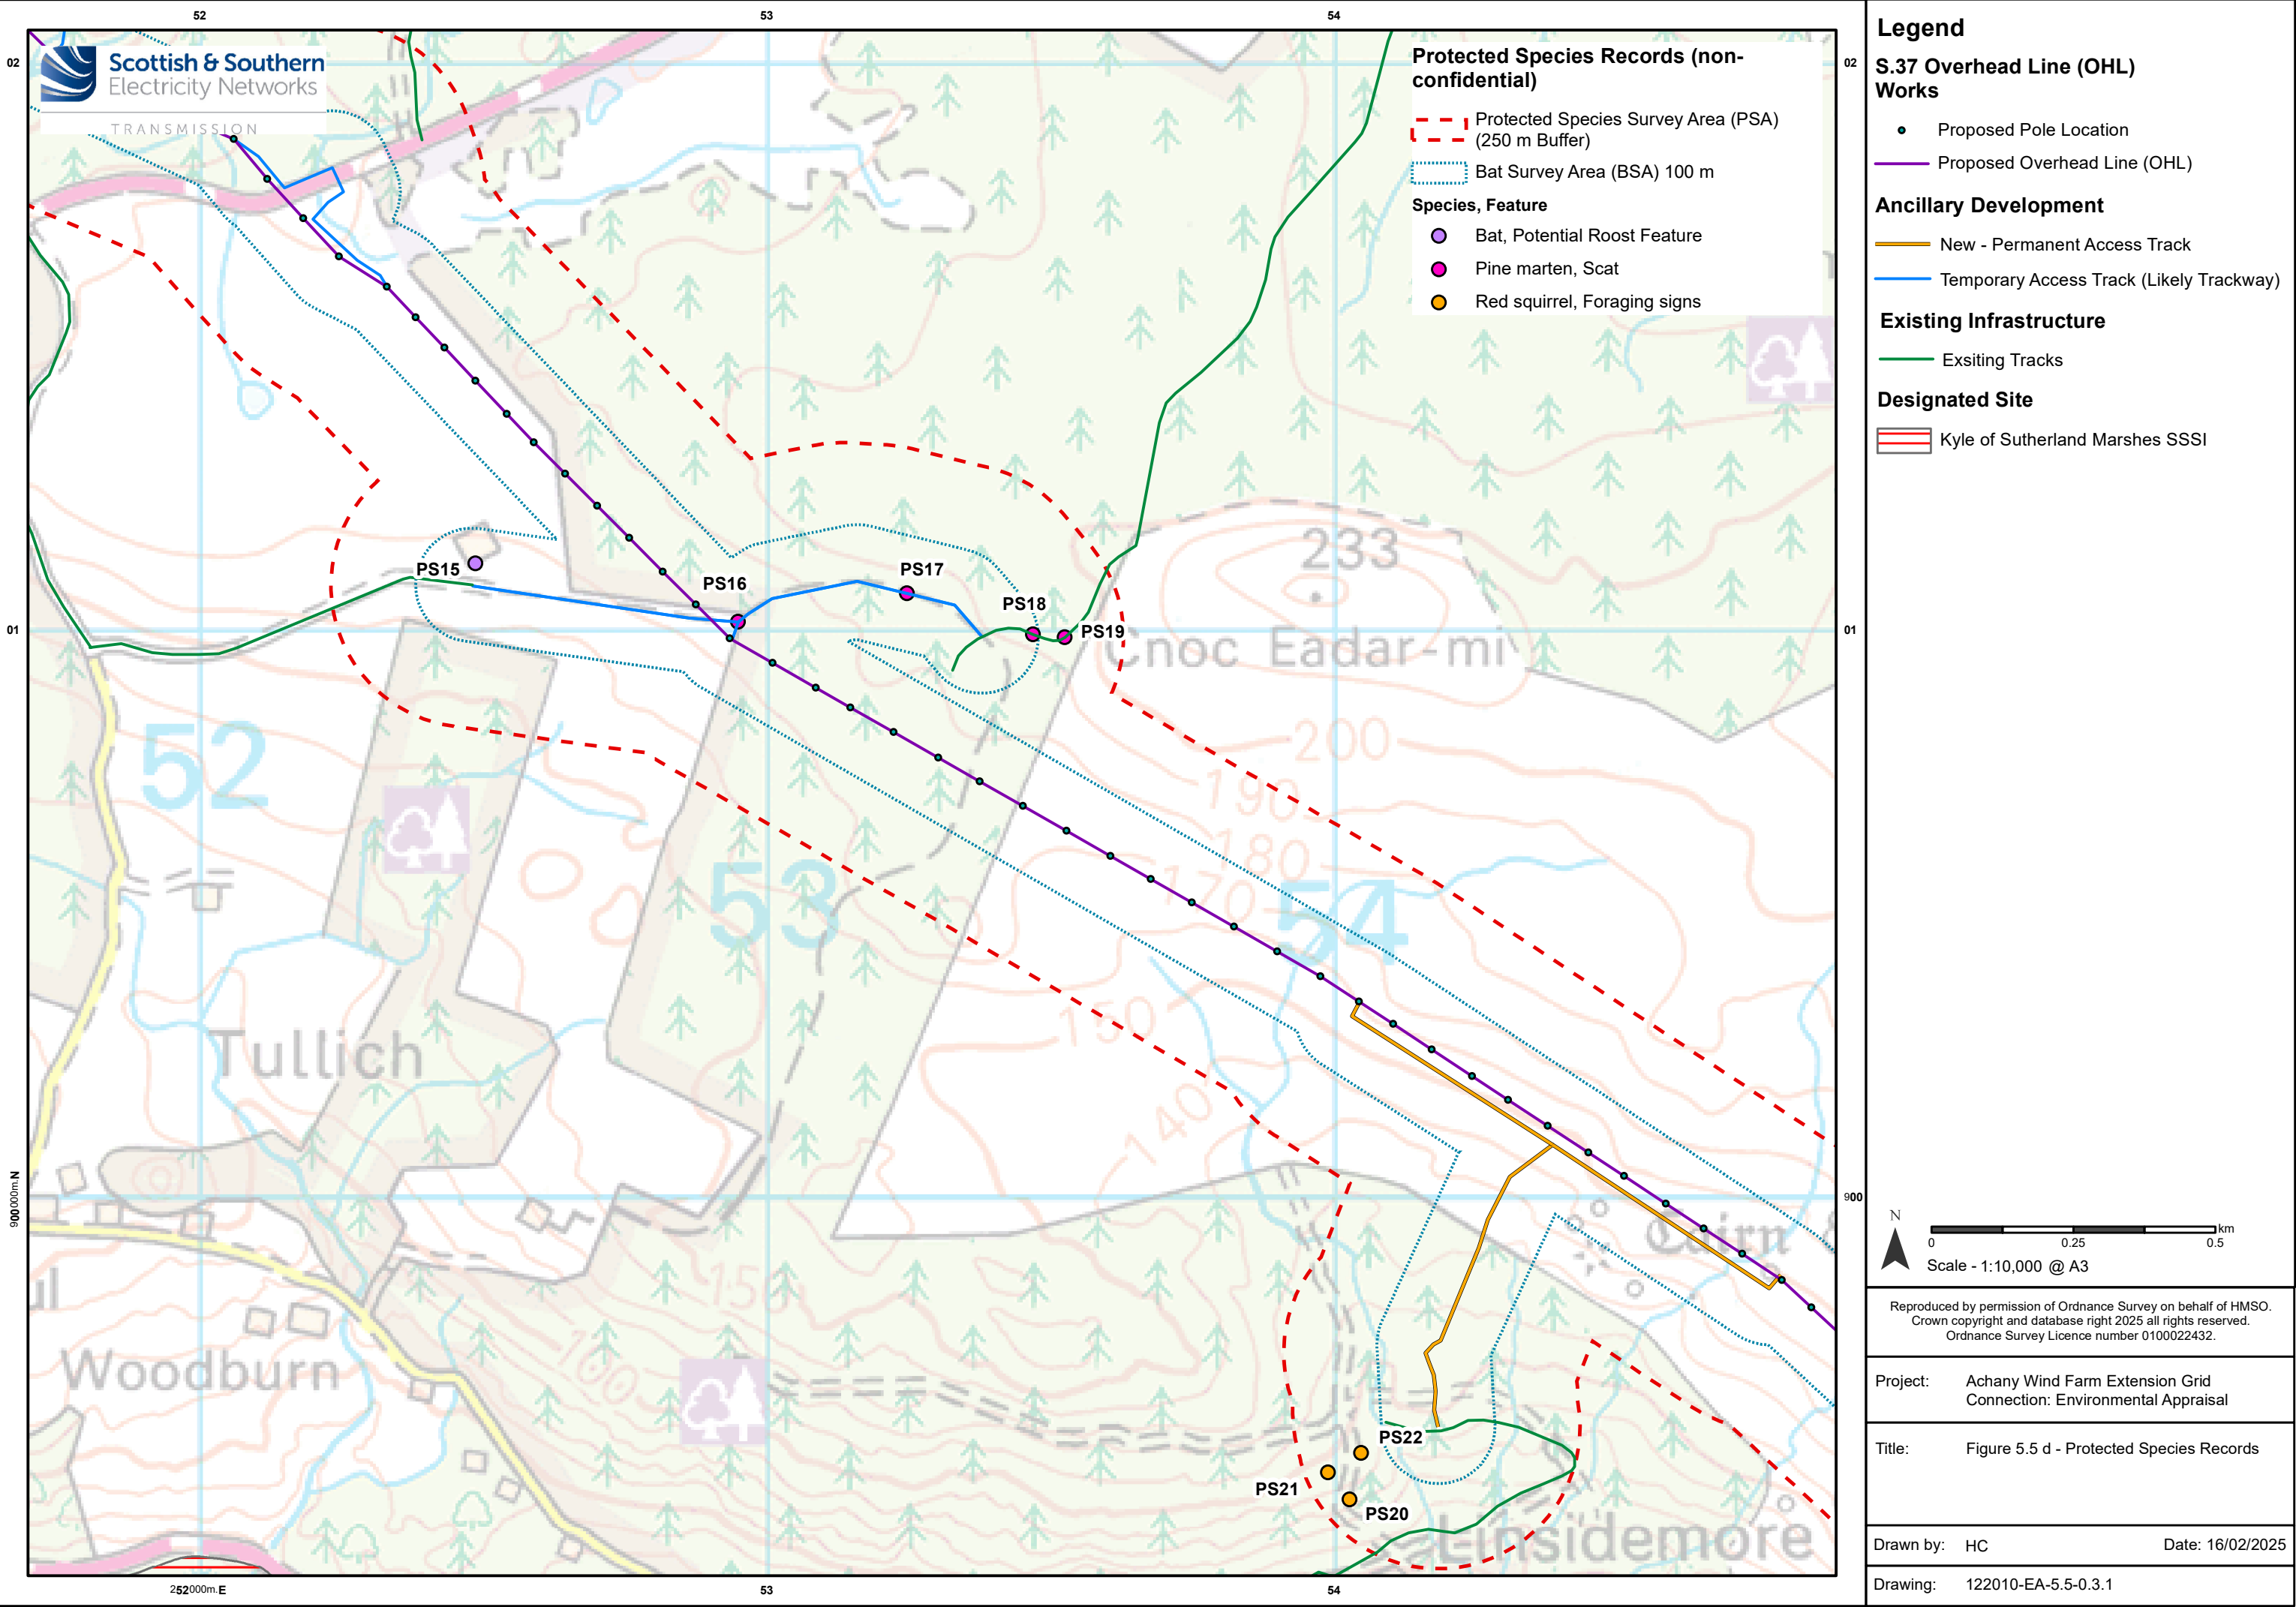 52
53
54
02
02
Scottish & Southern
Electricity Networks
TRANSMISSION
Protected Species Records (non-
confidential)
Protected Species Survey Area (PSA)
(250 m Buffer)
Bat Survey Area (BSA) 100 m
Species, Feature
Bat, Potential Roost Feature
Pine marten, Scat
Red squirrel, Foraging signs
233
PS15
PS16
PS17
PS18
PS19
01
01
Cnoc Eadar-mi
52
200
190
180
170
53
54
150
140
Tullich
900000m.N
900
Cairn
150
100
ul
Woodburn
PS22
PS21
PS20
Linsidemore
252000m.E
53
54
Legend
S.37 Overhead Line (OHL)
Works
Proposed Pole Location
Proposed Overhead Line (OHL)
Ancillary Development
New - Permanent Access Track
Temporary Access Track (Likely Trackway)
Existing Infrastructure
Exsiting Tracks
Designated Site
Kyle of Sutherland Marshes SSSI
N
km
0 0.25 0.5
Scale - 1:10,000 @ A3
Reproduced by permission of Ordnance Survey on behalf of HMSO.
Crown copyright and database right 2025 all rights reserved.
Ordnance Survey Licence number 0100022432.
Project: Achany Wind Farm Extension Grid
Connection: Environmental Appraisal
Title: Figure 5.5 d - Protected Species Records
Drawn by: HC Date: 16/02/2025
Drawing: 122010-EA-5.5-0.3.1